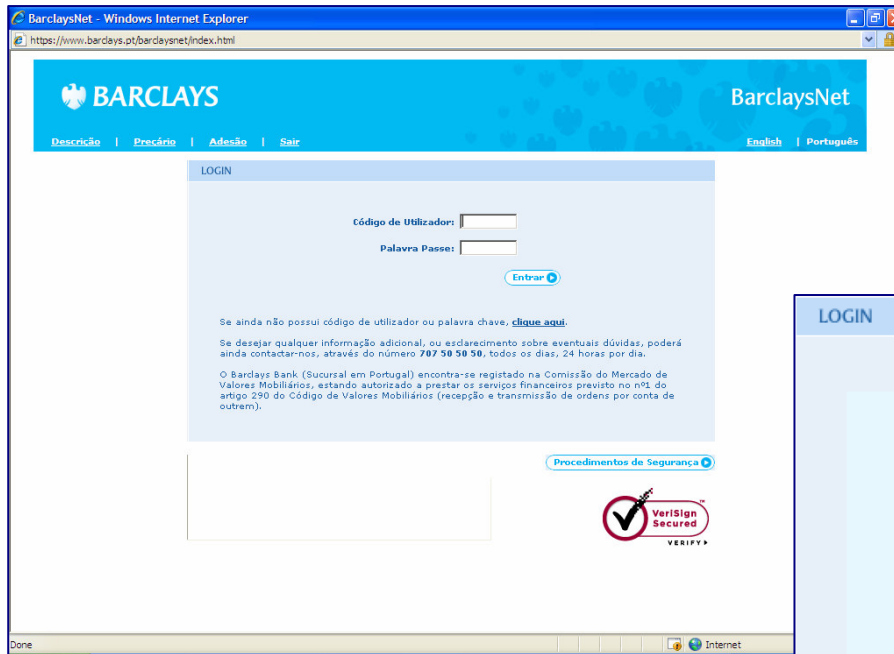 BarclaysNet - Windows Internet Explorer
https://www.barclays.pt/barclaysnet/index.html
BARCLAYS
BarclaysNet
Descrição | Precário | Adesão | Sair
English | Português
LOGIN
Código de Utilizador:
Palavra Passe:
Entrar
Se ainda não possui código de utilizador ou palavra chave, clique aqui.
Se desejar qualquer informação adicional, ou esclarecimento sobre eventuais dúvidas, poderá
ainda contactar-nos, através do número 707 50 50 50, todos os dias, 24 horas por dia.
O Barclays Bank (Sucursal em Portugal) encontra-se registado na Comissão do Mercado de
Valores Mobiliários, estando autorizado a prestar os serviços financeiros previsto no nº1 do
artigo 290 do Código de Valores Mobiliários (recepção e transmissão de ordens por conta de
outrem).
Procedimentos de Segurança
VeriSign™
Secured
VERIFY
Done
Internet
LOGIN